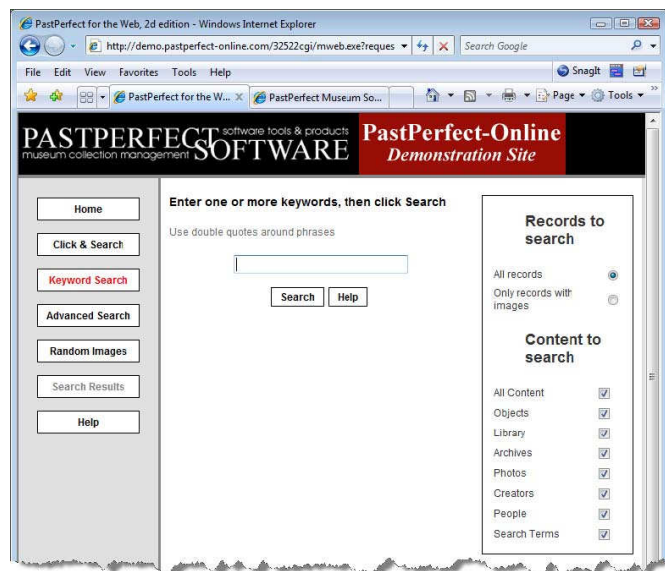 PastPerfect for the Web, 2d edition - Windows Internet Explorer
http://demo.pastperfect-online.com/32522cgi/mweb.exe?reques
Search Google
File Edit View Favorites Tools Help
SnagIt
PastPerfect for the W... X
PastPerfect Museum So...
Page
Tools
PASTPERFECT software tools & products
museum collection management SOFTWARE
PastPerfect-Online
Demonstration Site
Home
Click & Search
Keyword Search
Advanced Search
Random Images
Search Results
Help
Enter one or more keywords, then click Search
Use double quotes around phrases
Search Help
Records to
search
All records
Only records with
images
Content to
search
All Content
Objects
Library
Archives
Photos
Creators
People
Search Terms